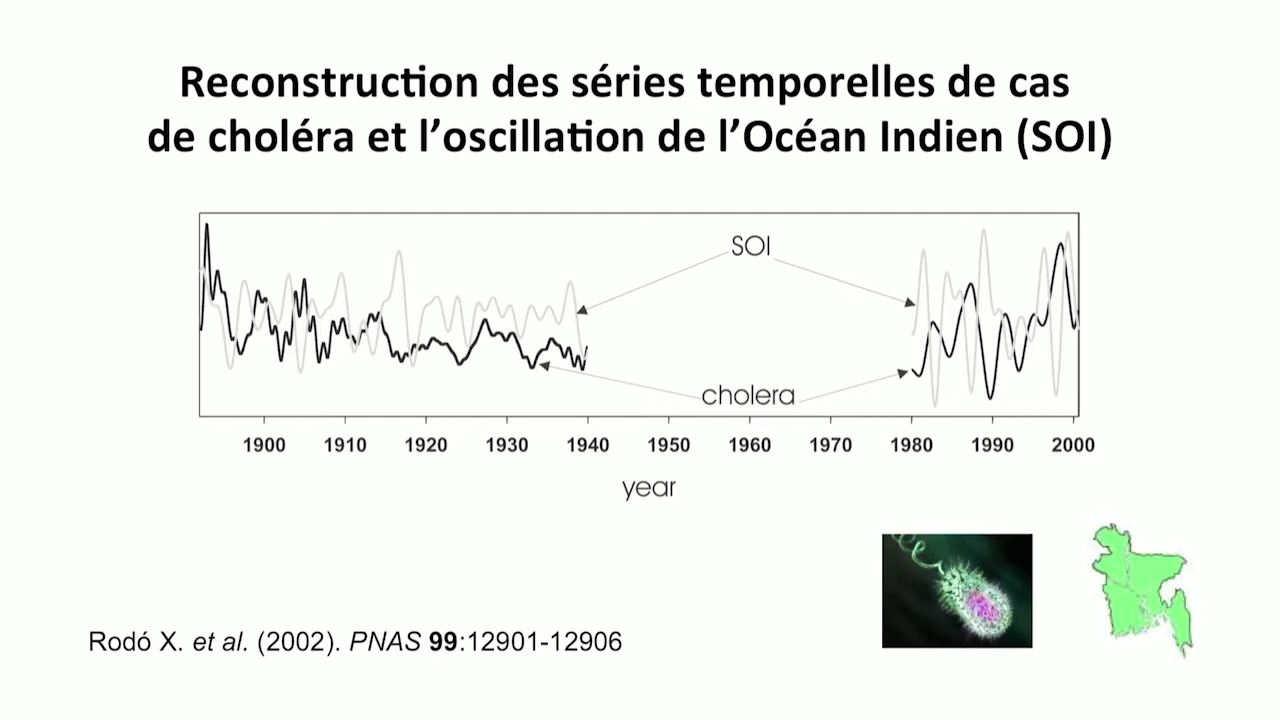 Reconstruction des séries temporelles de cas
de choléra et l’oscillation de l’Océan Indien (SOI)
SOI
cholera
1900 1910 1920 1930 1940 1950 1960 1970 1980 1990 2000
year
Rodó X. et al. (2002). PNAS 99:12901-12906